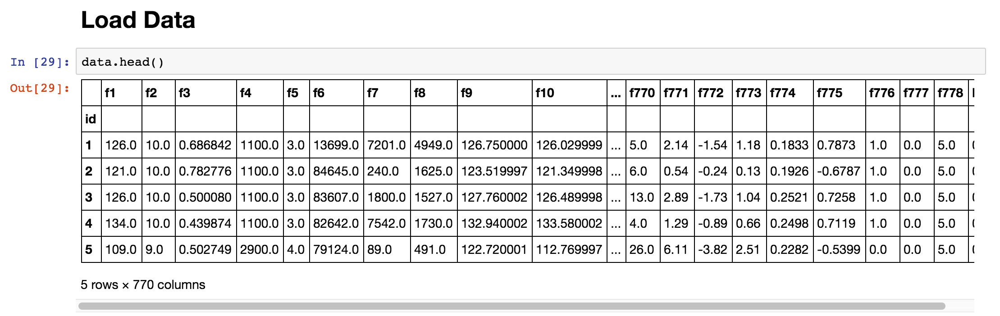 Load Data
In [29]: data.head()
Out[29]:
f1 f2 f3 f4 f5 f6 f7 f8 f9 f10 ... f770 f771 f772 f773 f774 f775 f776 f777 f778
id
1 126.0 10.0 0.686842 1100.0 3.0 13699.0 7201.0 4949.0 126.750000 126.029999 ... 5.0 2.14 -1.54 1.18 0.1833 0.7873 1.0 0.0 5.0
2 121.0 10.0 0.782776 1100.0 3.0 84645.0 240.0 1625.0 123.519997 121.349998 ... 6.0 0.54 -0.24 0.13 0.1926 -0.6787 1.0 0.0 5.0
3 126.0 10.0 0.500080 1100.0 3.0 83607.0 1800.0 1527.0 127.760002 126.489998 ... 13.0 2.89 -1.73 1.04 0.2521 0.7258 1.0 0.0 5.0
4 134.0 10.0 0.439874 1100.0 3.0 82642.0 7542.0 1730.0 132.940002 133.580002 ... 4.0 1.29 -0.89 0.66 0.2498 0.7119 1.0 0.0 5.0
5 109.0 9.0 0.502749 2900.0 4.0 79124.0 89.0 491.0 122.720001 112.769997 ... 26.0 6.11 -3.82 2.51 0.2282 -0.5399 0.0 0.0 5.0
5 rows × 770 columns